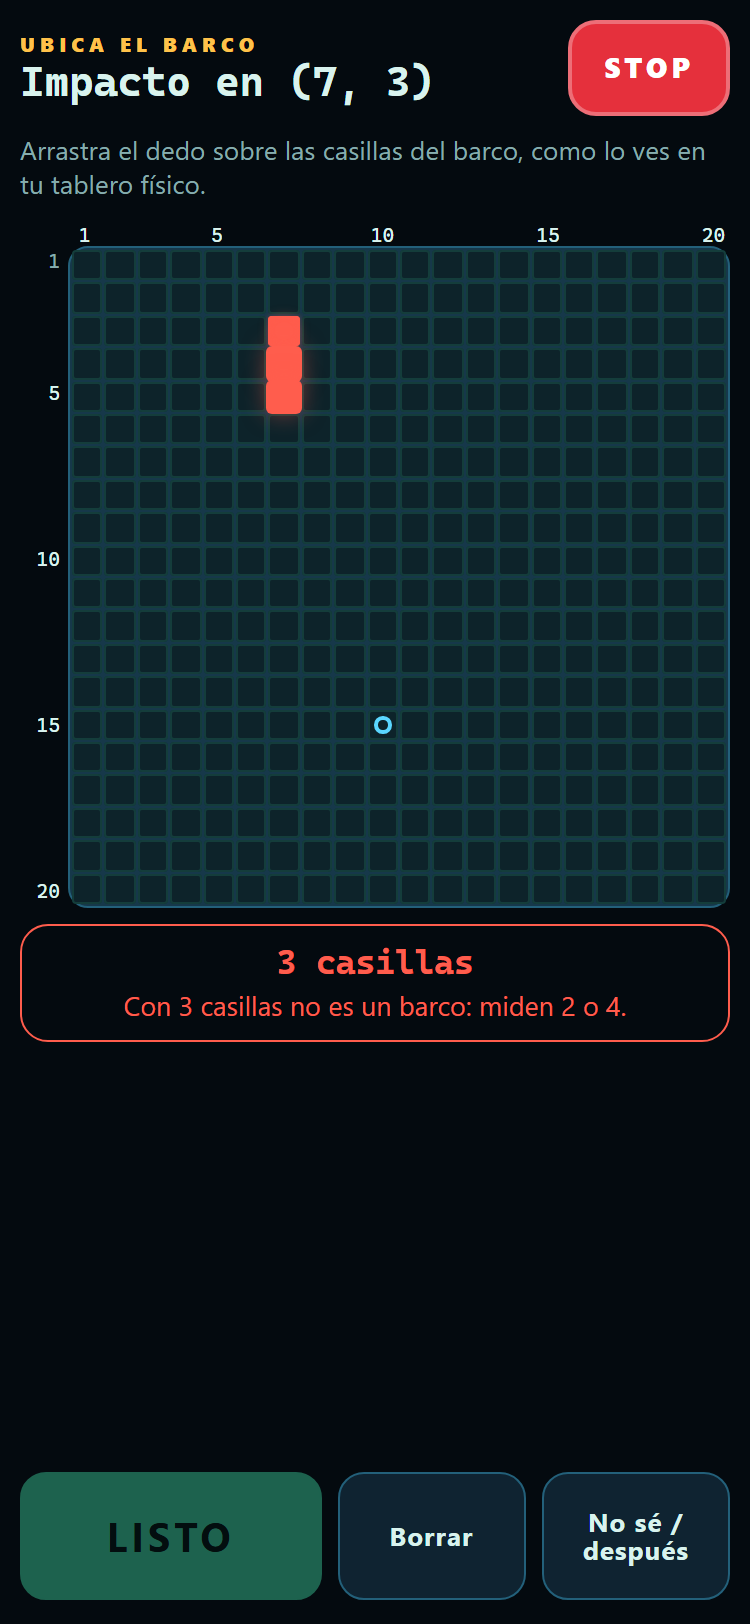 UBICA EL BARCO
Impacto en (7, 3)
STOP
Arrastra el dedo sobre las casillas del barco, como lo ves en
tu tablero físico.
1 5 10 15 20
1
5
10
15
20
3 casillas
Con 3 casillas no es un barco: miden 2 o 4.
LISTO
Borrar
No sé /
después